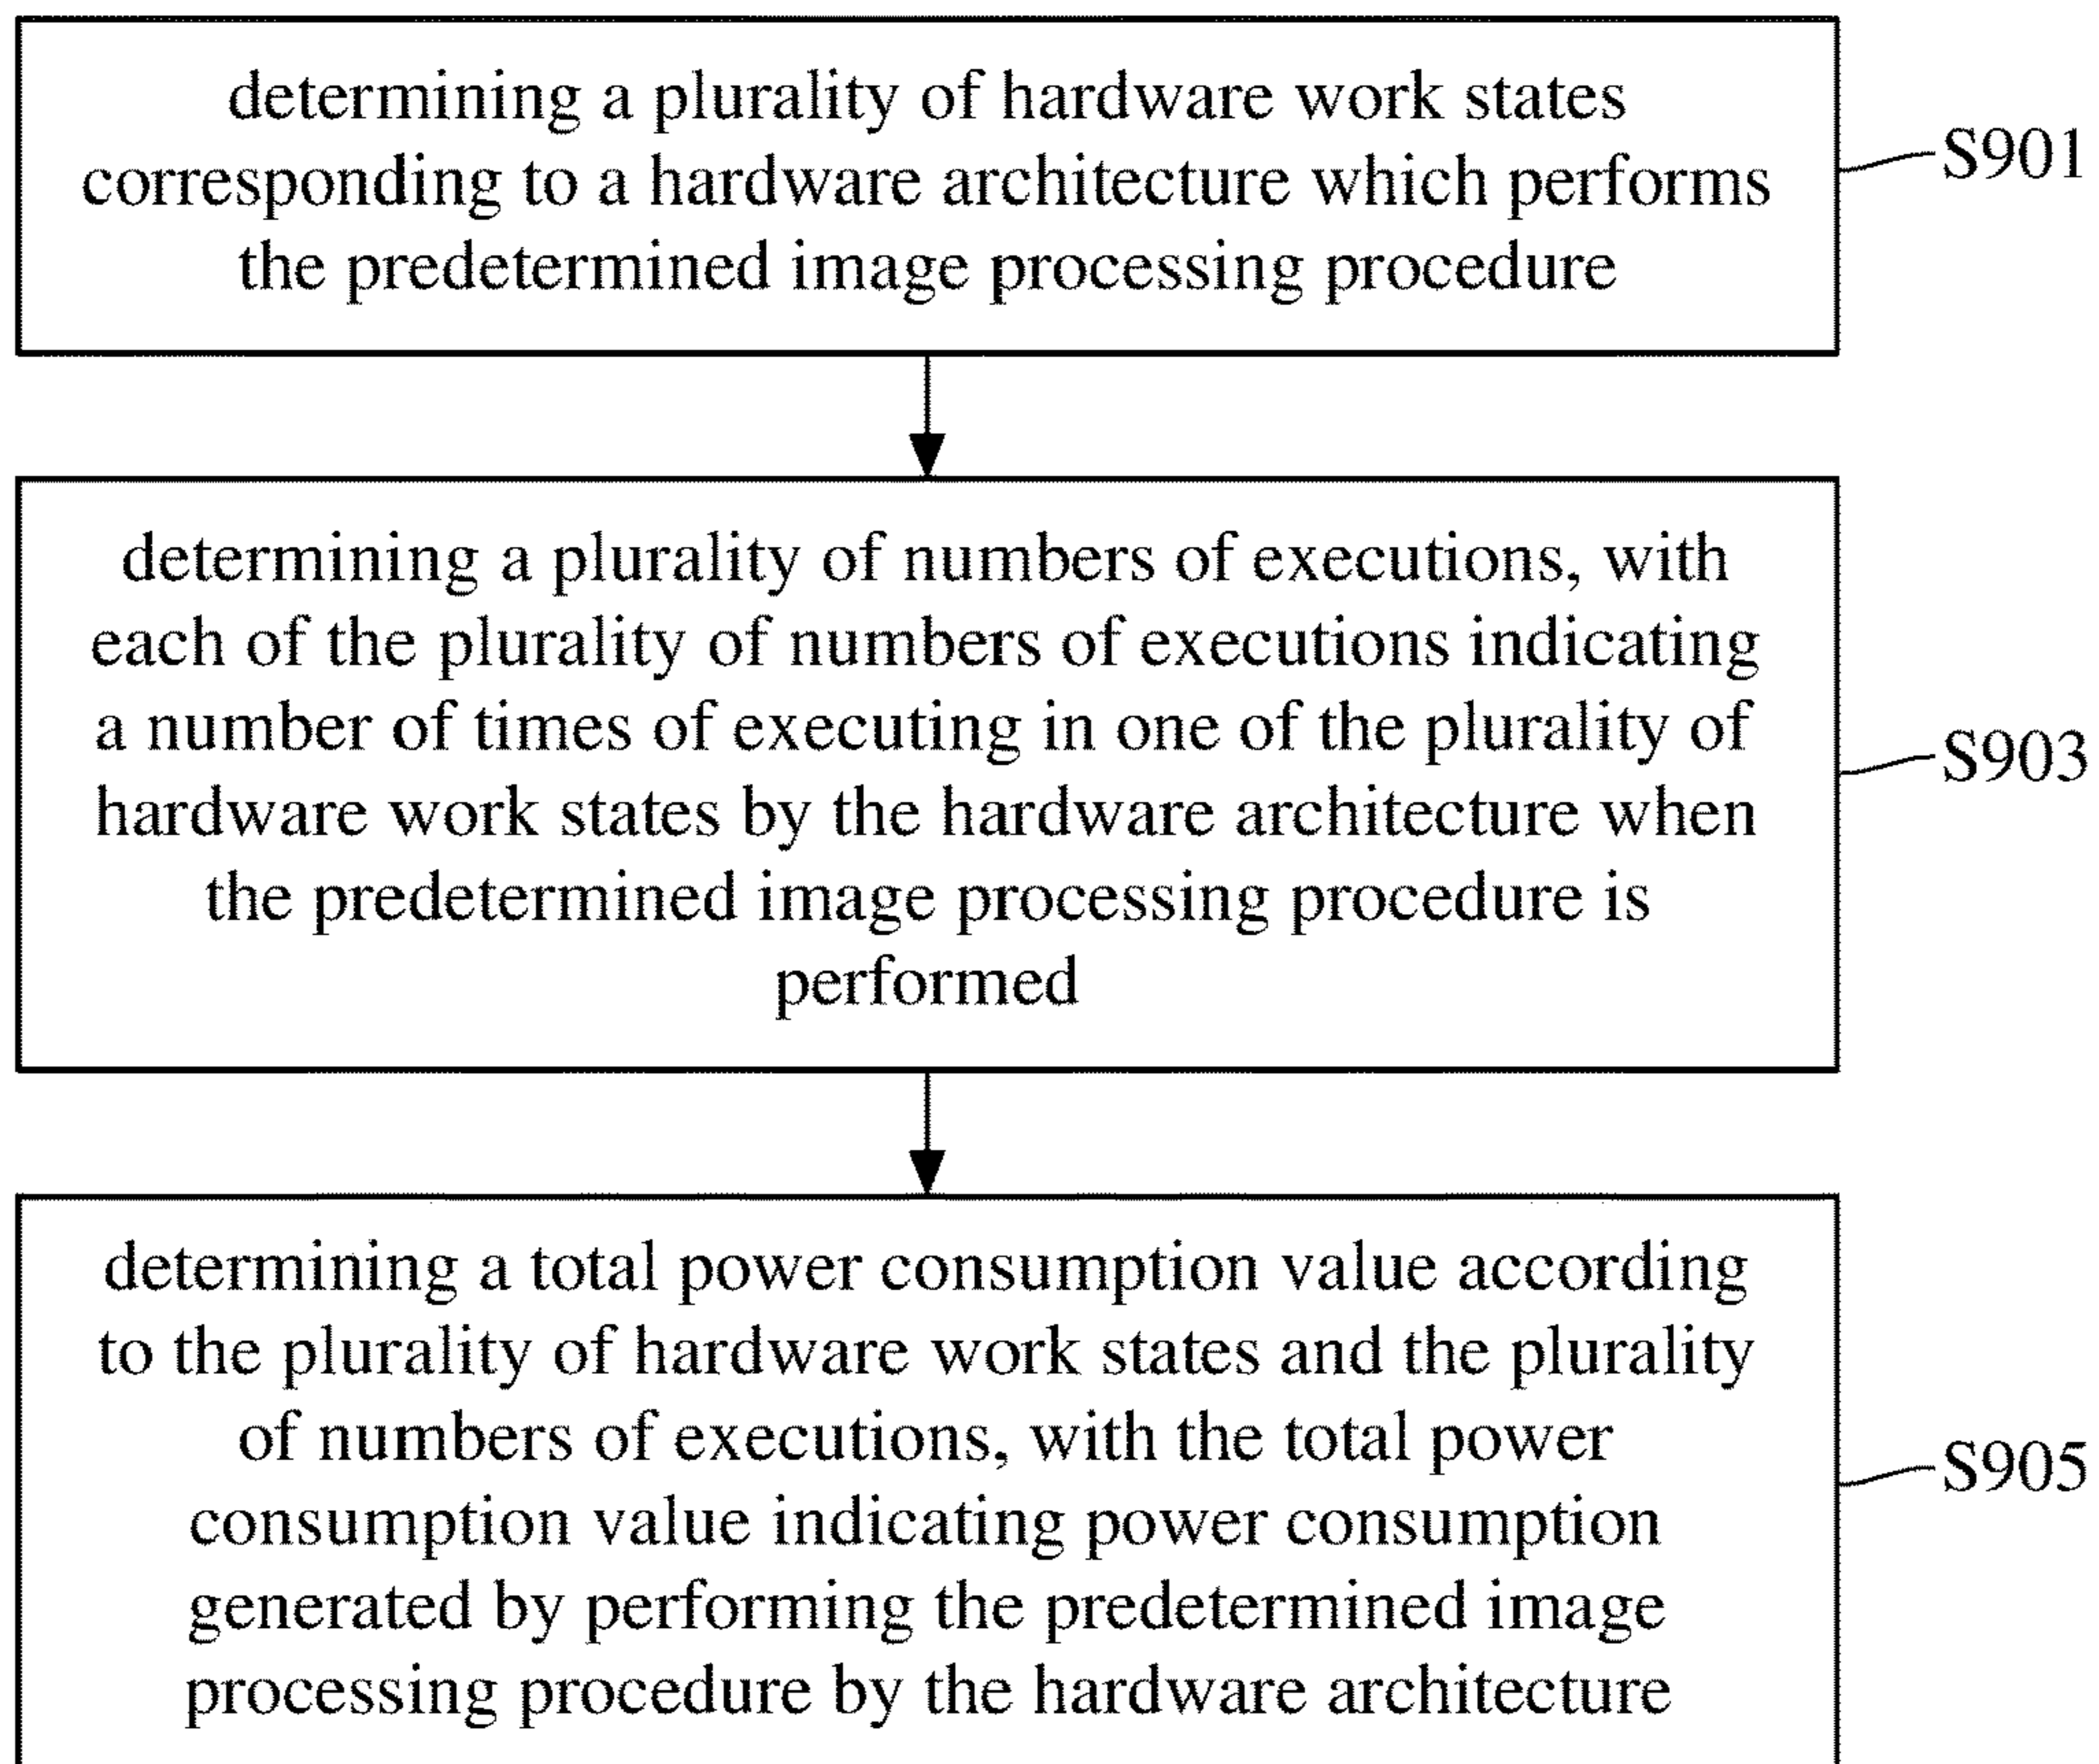 determining a plurality of hardware work states
corresponding to a hardware architecture which performs
the predetermined image processing procedure
S901
determining a plurality of numbers of executions, with
each of the plurality of numbers of executions indicating
a number of times of executing in one of the plurality of
hardware work states by the hardware architecture when
the predetermined image processing procedure is
performed
S903
determining a total power consumption value according
to the plurality of hardware work states and the plurality
of numbers of executions, with the total power
consumption value indicating power consumption
generated by performing the predetermined image
processing procedure by the hardware architecture
S905